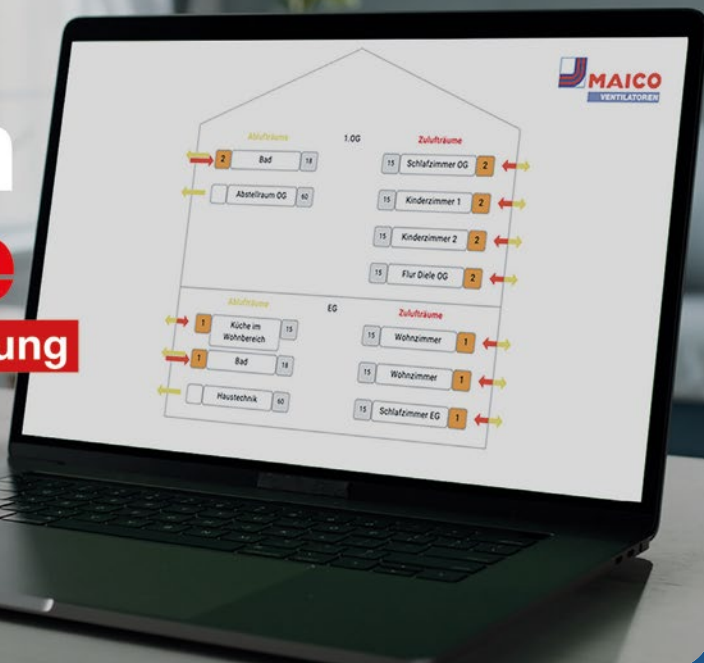 n
e
ung
MAICO
VENTILATOREN
Ablufträume
1.OG
Zulufträume
2 Bad 18
15 Schlafzimmer OG 2
Abstellraum OG 60
15 Kinderzimmer 1 2
15 Kinderzimmer 2 2
15 Flur Diele OG 2
Ablufträume
EG
Zulufträume
1 Küche im
Wohnbereich 15
15 Wohnzimmer 1
1 Bad 18
15 Wohnzimmer 1
Haustechnik 60
15 Schlafzimmer EG 1